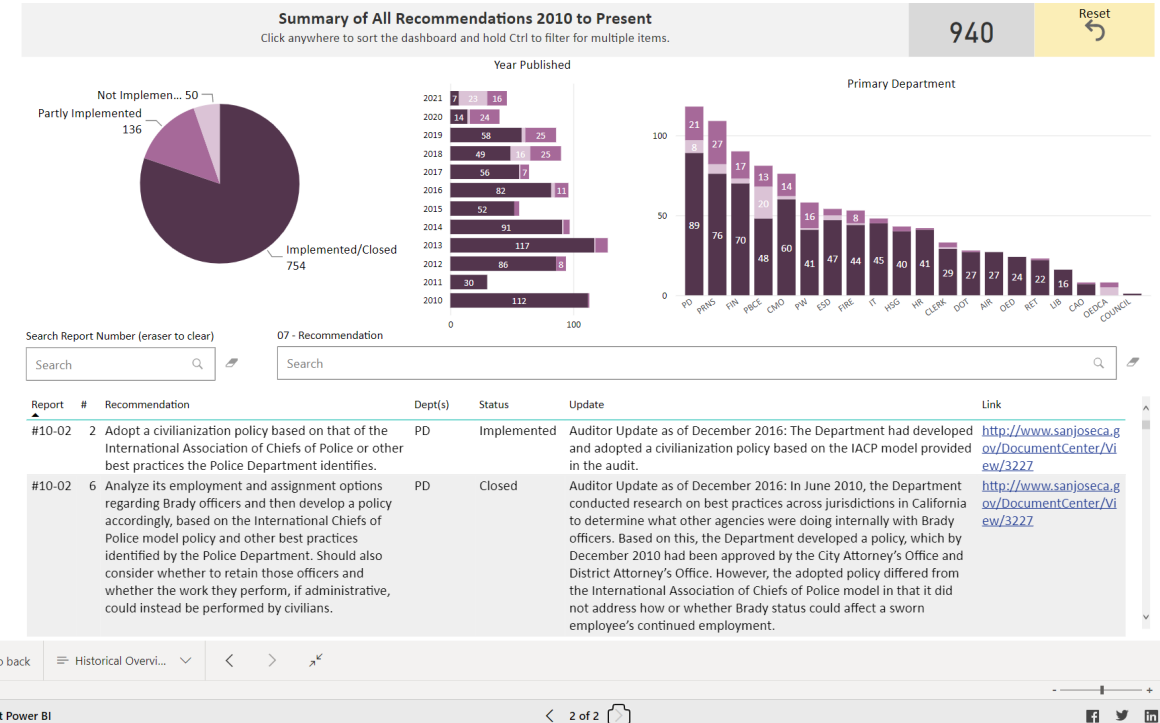 Summary of All Recommendations 2010 to Present
Click anywhere to sort the dashboard and hold Ctrl to filter for multiple items.
940
Reset
Not Implemen... 50
Partly Implemented
136
Implemented/Closed
754
Year Published
2021 7 23 16
2020 14 24
2019 58 25
2018 49 16 25
2017 56 7
2016 82 11
2015 52
2014 91
2013 117
2012 86 8
2011 30
2010 112
0 100
Primary Department
100
50
0
21 27 17 13 14 16 8
8 20
89 76 70 48 60 41 47 44 45 40 41 29 27 27 24 22 16
PD PRNS FIN PBCE CMO PW ESD FIRE IT HSG HR CLERK DOT AIR OED RET LIB CAO OEDCA COUNCIL
Search Report Number (eraser to clear)
Search
07 - Recommendation
Search
Report # Recommendation Dept(s) Status Update Link
#10-02 2 Adopt a civilianization policy based on that of the PD Implemented Auditor Update as of December 2016: The Department had developed http://www.sanjoseca.g
International Association of Chiefs of Police or other and adopted a civilianization policy based on the IACP model provided ov/DocumentCenter/Vi
best practices the Police Department identifies. in the audit. ew/3227
#10-02 6 Analyze its employment and assignment options PD Closed Auditor Update as of December 2016: In June 2010, the Department http://www.sanjoseca.g
regarding Brady officers and then develop a policy conducted research on best practices across jurisdictions in California ov/DocumentCenter/Vi
accordingly, based on the International Chiefs of to determine what other agencies were doing internally with Brady ew/3227
Police model policy and other best practices officers. Based on this, the Department developed a policy, which by
identified by the Police Department. Should also December 2010 had been approved by the City Attorney's Office and
consider whether to retain those officers and District Attorney's Office. However, the adopted policy differed from
whether the work they perform, if administrative, the International Association of Chiefs of Police model in that it did
could instead be performed by civilians. not address how or whether Brady status could affect a sworn
employee's continued employment.
o back
Historical Overvi...
- +
t Power BI
2 of 2